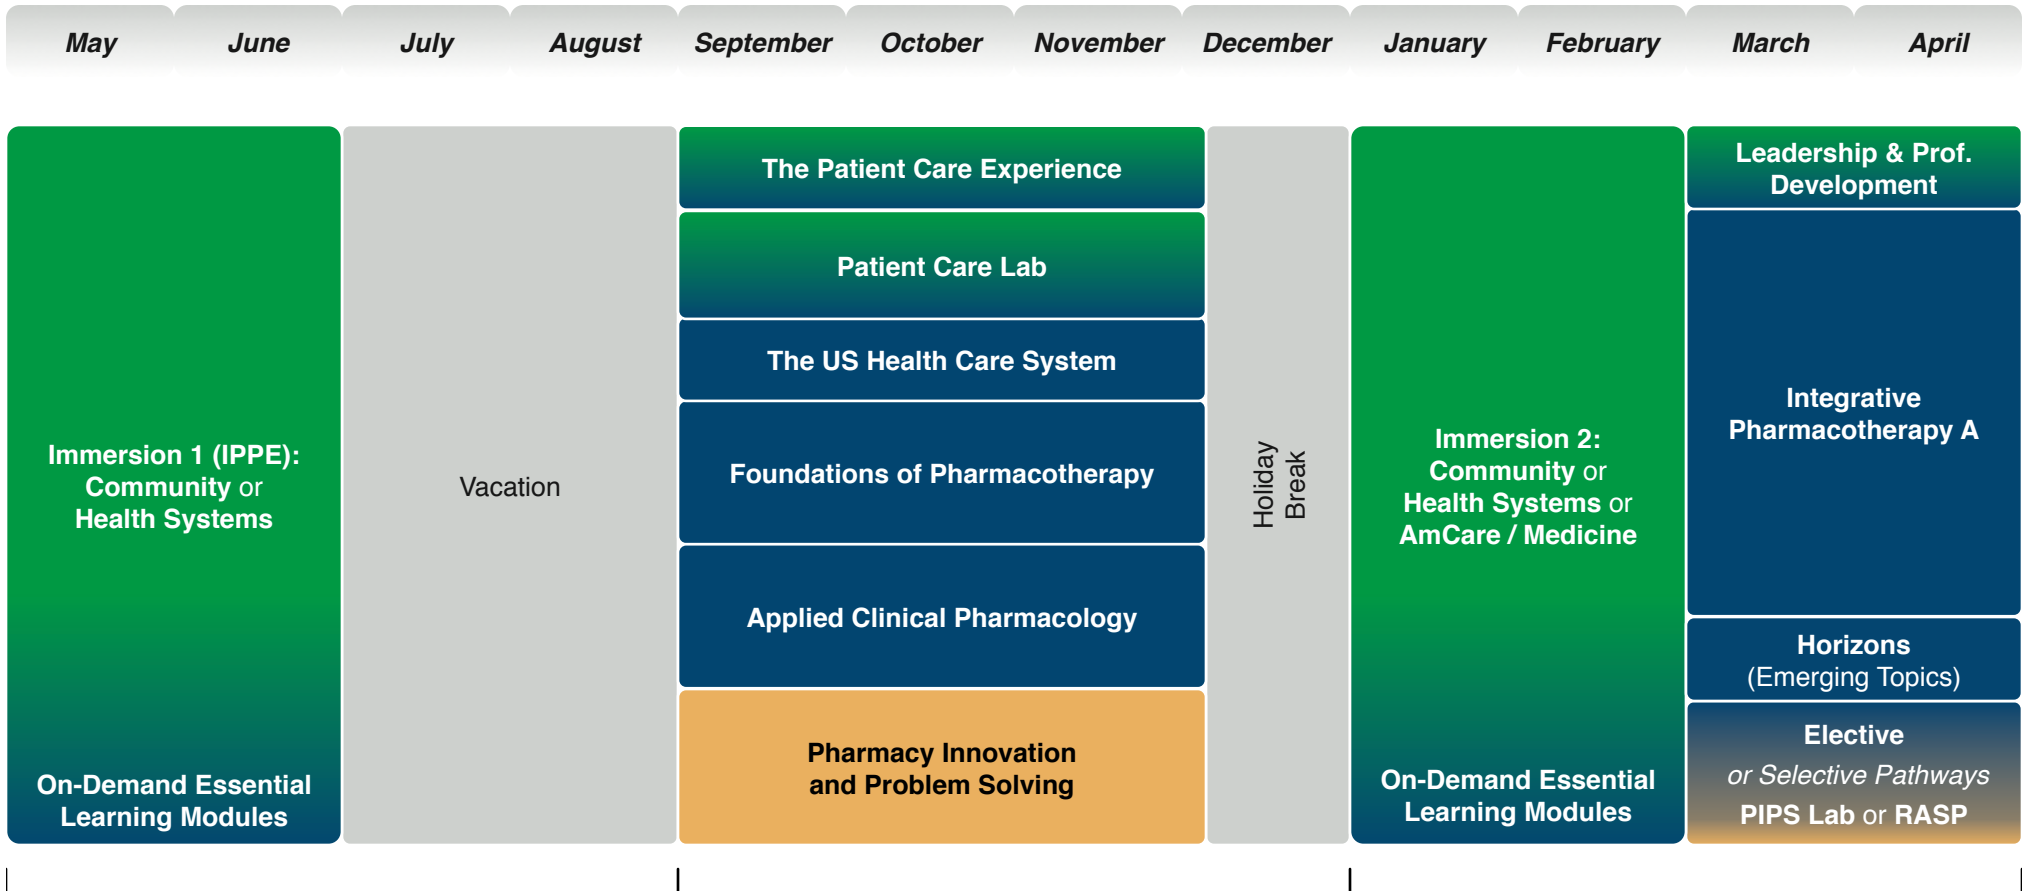 May June July August September October November December January February March April
Immersion 1 (IPPE):
Community or
Health Systems
On-Demand Essential
Learning Modules
Vacation
The Patient Care Experience
Patient Care Lab
The US Health Care System
Foundations of Pharmacotherapy
Applied Clinical Pharmacology
Pharmacy Innovation
and Problem Solving
Holiday
Break
Immersion 2:
Community or
Health Systems or
AmCare / Medicine
On-Demand Essential
Learning Modules
Leadership & Prof.
Development
Integrative
Pharmacotherapy A
Horizons
(Emerging Topics)
Elective
or Selective Pathways
PIPS Lab or RASP